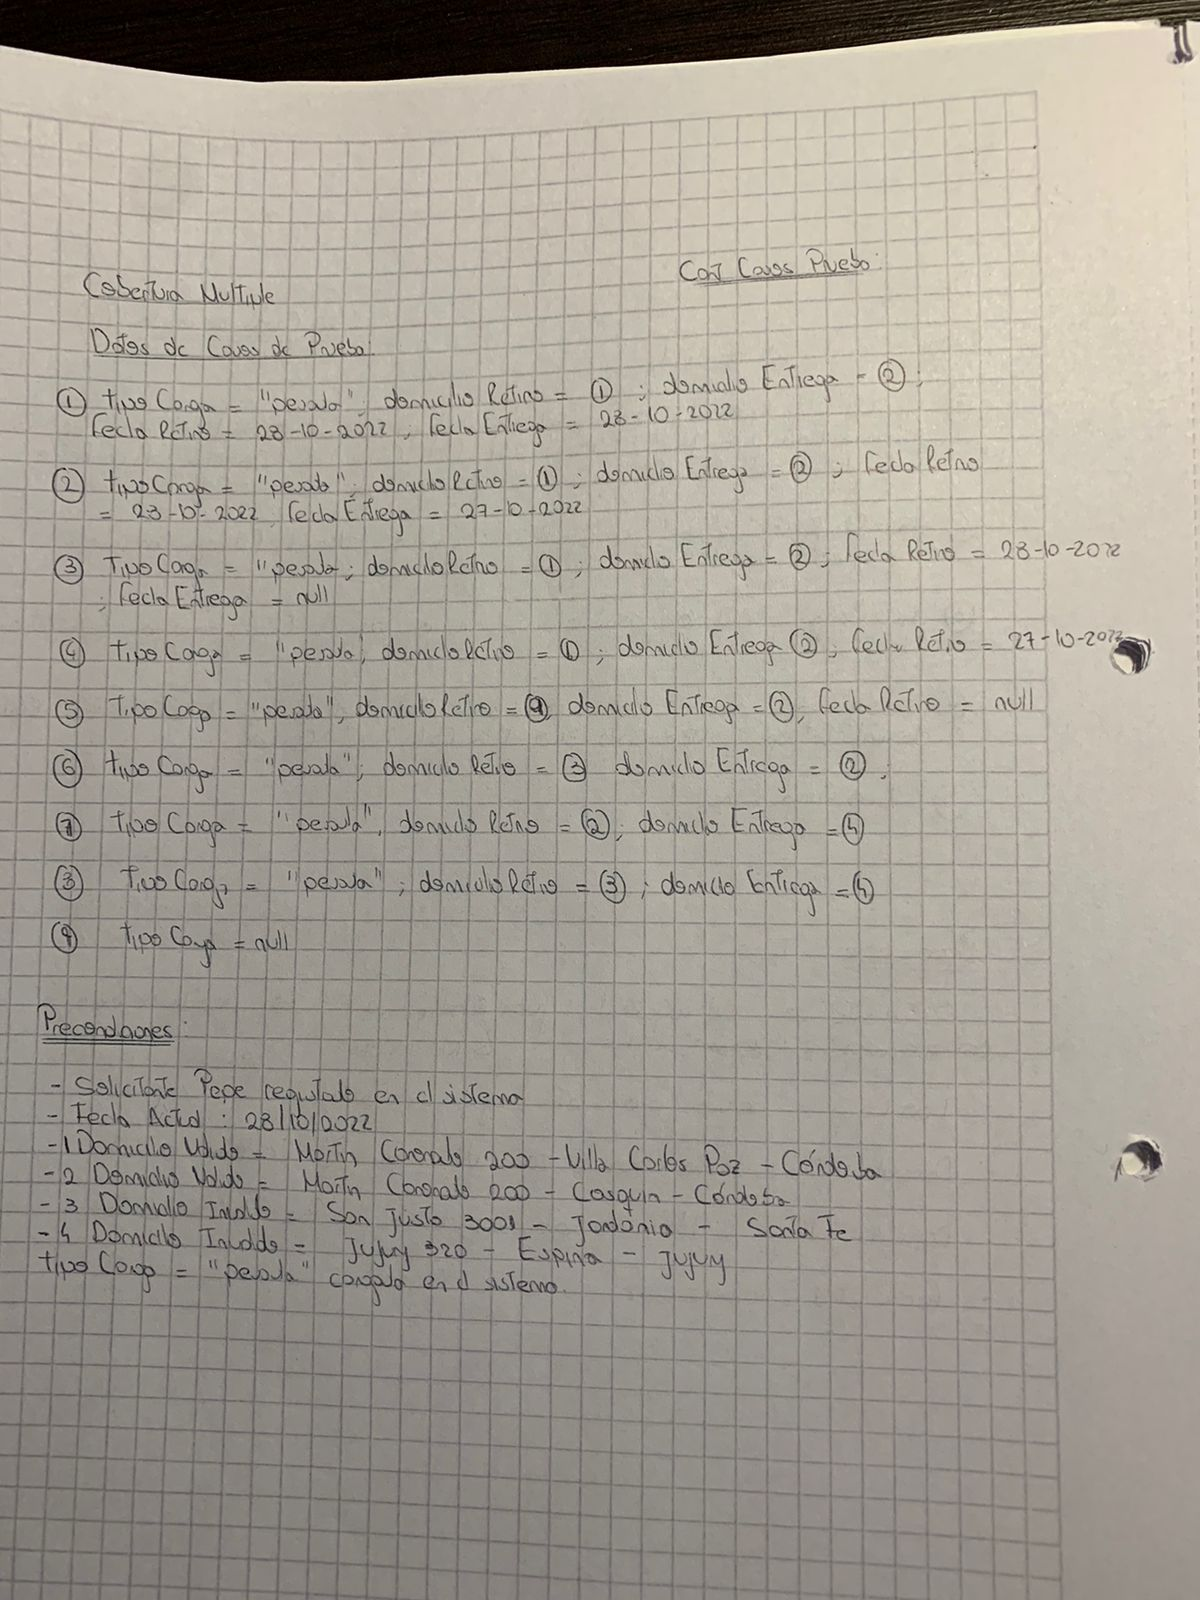 Cobertura Multiple
Cat Casos Prueba:
Datos de Casos de Prueba:
① tipoCarga = "pesada"; domicilio Retiro = ① ; domicilio Entrega = ② ;
fecha Retiro = 28-10-2022 ; fecha Entrega = 28-10-2022
② tipoCarga = "pesada"; domicilio Retiro = ① ; domicilio Entrega = ② ; fecha Retiro
= 28-10-2022, fecha Entrega = 27-10-2022
③ tipo Carga = "pesada; domicilio Retiro = ① ; domicilio Entrega = ② ; fecha Retiro = 28-10-2022
; fecha Entrega = null
④ tipo Carga = "pesada; domicilio Retiro = ① ; domicilio Entrega ② ; fecha Retiro = 27-10-2022
⑤ tipo Carga = "pesada", domicilio Retiro = ①, domicilio Entrega = ②, fecha Retiro = null
⑥ tipo Carga = "pesada"; domicilio Retiro = ③ domicilio Entrega = ② ;
⑦ tipo Carga = "pesada", domicilio Retiro = ② ; domicilio Entrega = ④
⑧ tipo Carga = "pesada" ; domicilio Retiro = ③ ; domicilio Entrega = ④
⑨ tipo Carga = null
Precondiciones:
- Solicitante Pepe registrado en el sistema
- Fecha Actual : 28/10/2022
- 1 Domicilio Valido = Martin Coronado 200 - Villa Carlos Paz - Córdoba
- 2 Domicilio Valido = Martin Coronado 200 - Cosquin - Córdoba
- 3 Domicilio Invalido = San Justo 3001 - Jordánia - Santa Fe
- 4 Domicilio Invalido = Jujuy 320 - Espina - Jujuy
tipo Carga = "pesada" cargada en el sistema.